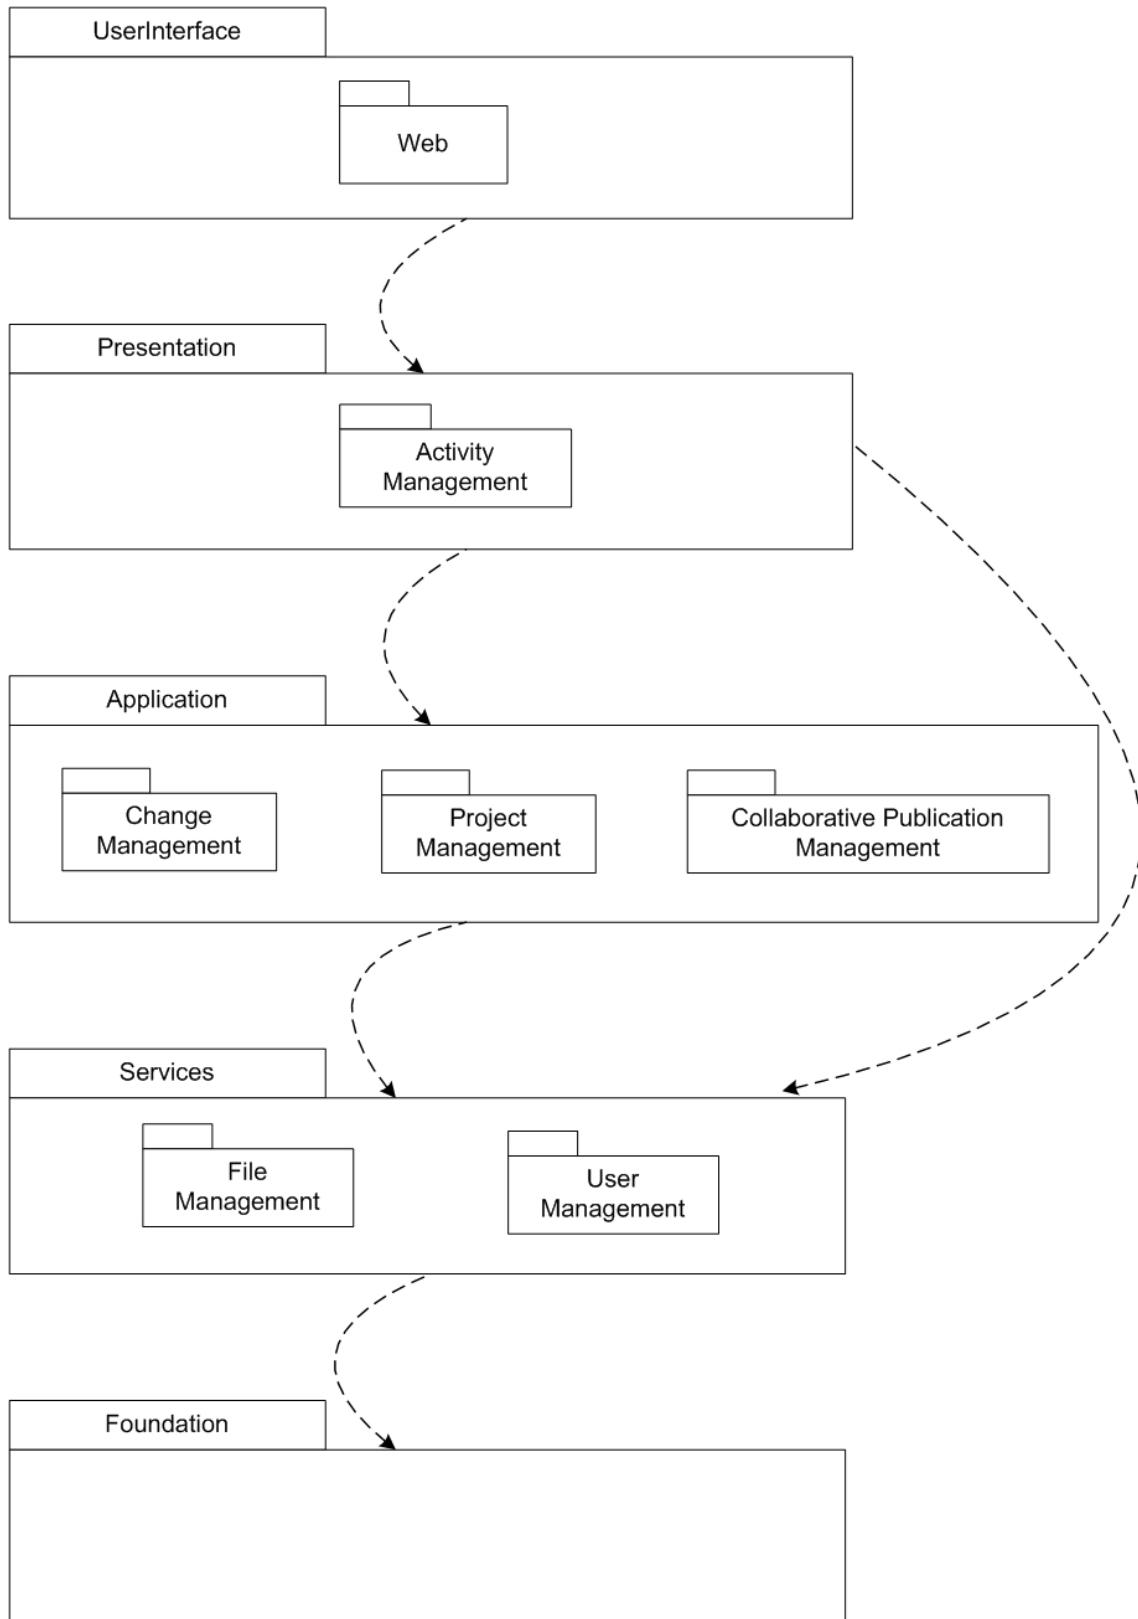 UserInterface
Web
Presentation
Activity
Management
Application
Change
Management
Project
Management
Collaborative Publication
Management
Services
File
Management
User
Management
Foundation